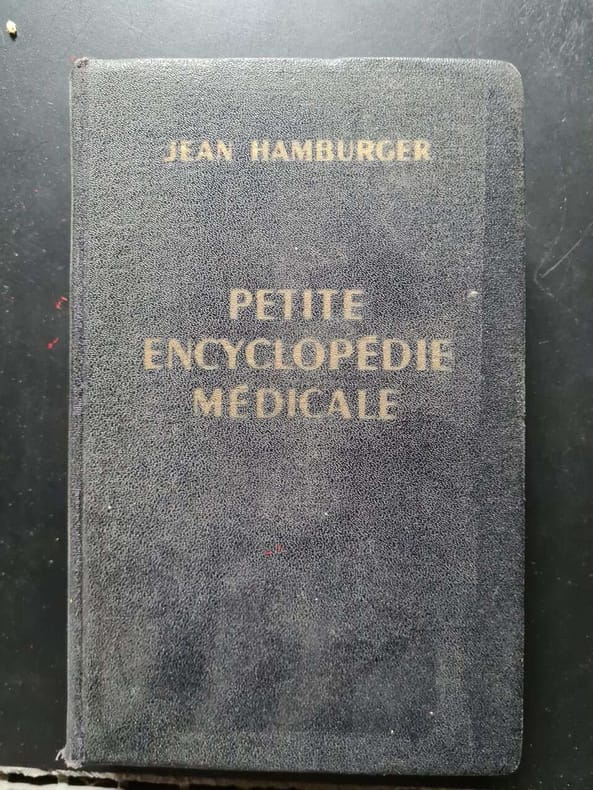 JEAN HAMBURGER
PETITE
ENCYCLOPÉDIE
MÉDICALE